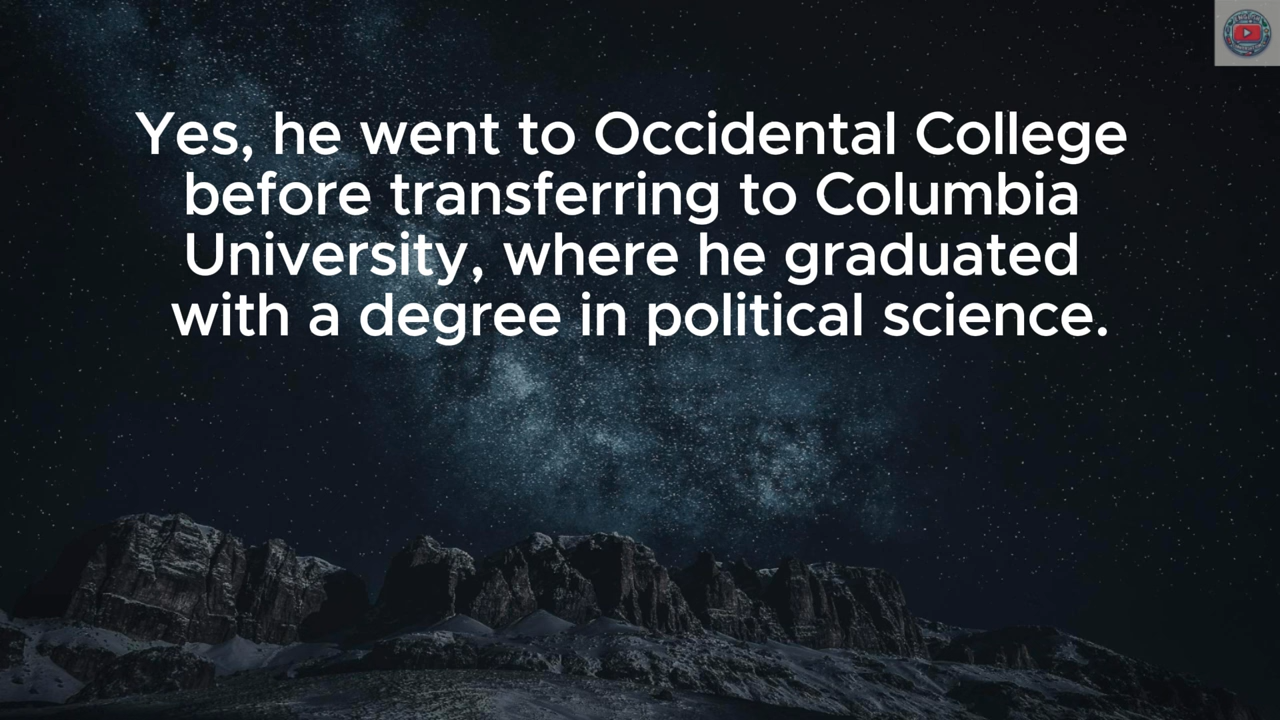 Yes, he went to Occidental College
before transferring to Columbia
University, where he graduated
with a degree in political science.